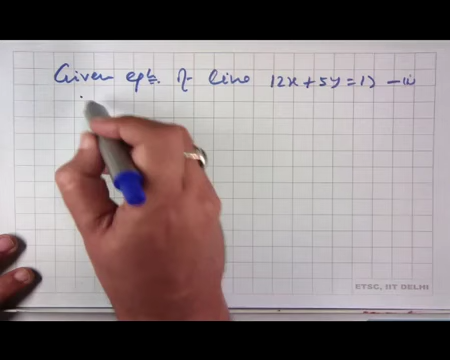 Given eqn. of line 12x + 5y = 13 — (i)
ETSC, IIT DELHI